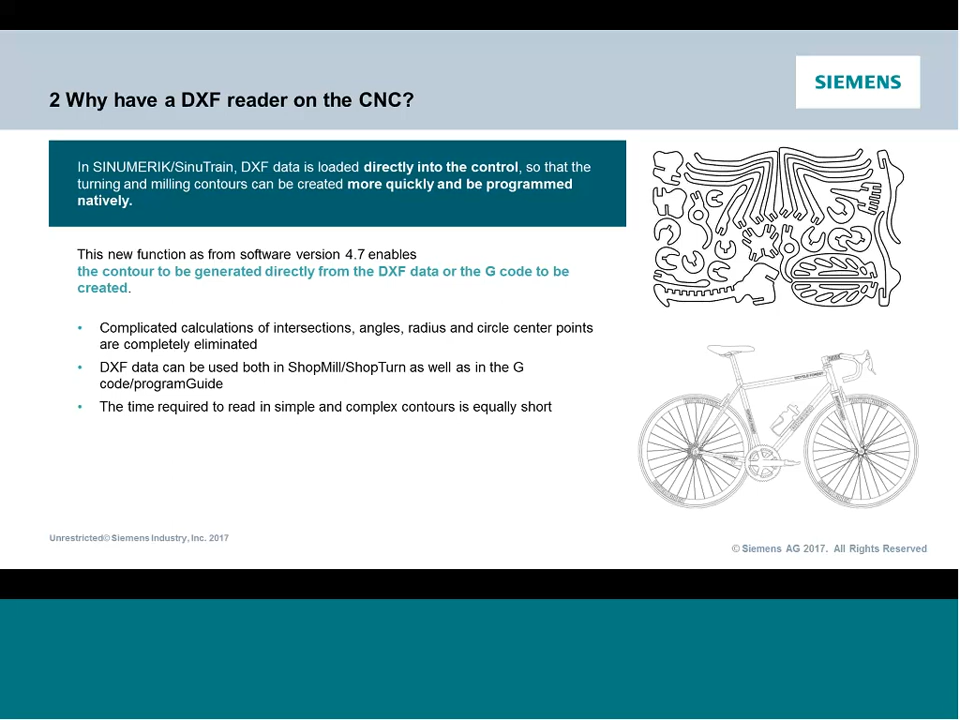 2 Why have a DXF reader on the CNC?
SIEMENS
In SINUMERIK/SinuTrain, DXF data is loaded directly into the control, so that the
turning and milling contours can be created more quickly and be programmed
natively.
This new function as from software version 4.7 enables
the contour to be generated directly from the DXF data or the G code to be
created.
• Complicated calculations of intersections, angles, radius and circle center points
are completely eliminated
• DXF data can be used both in ShopMill/ShopTurn as well as in the G
code/programGuide
• The time required to read in simple and complex contours is equally short
Unrestricted© Siemens Industry, Inc. 2017
© Siemens AG 2017. All Rights Reserved